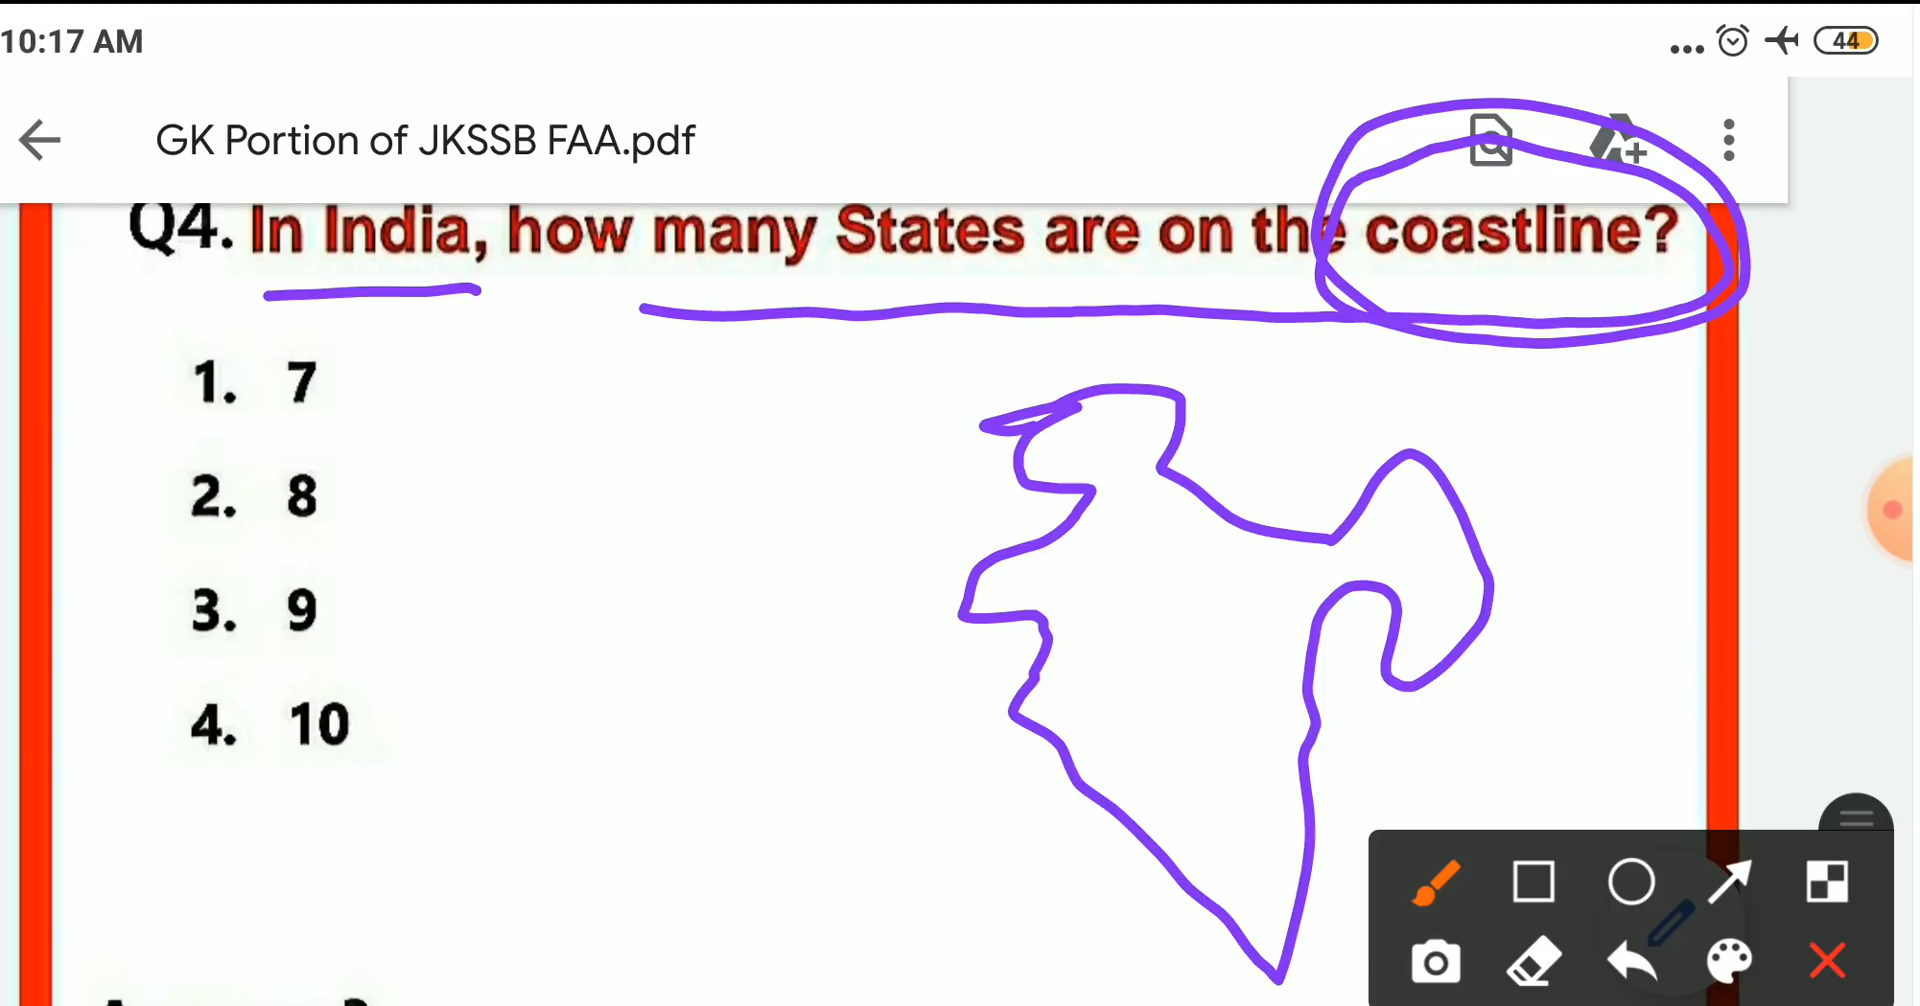 10:17 AM
44
GK Portion of JKSSB FAA.pdf
Q4. In India, how many States are on the coastline?
1. 7
2. 8
3. 9
4. 10